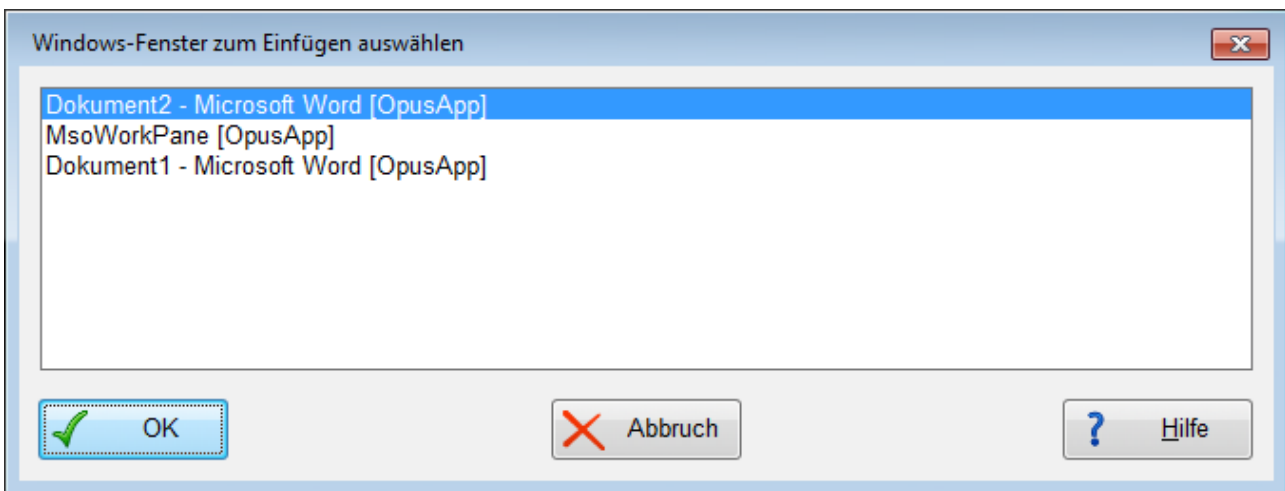 Windows-Fenster zum Einfügen auswählen
Dokument2 - Microsoft Word [OpusApp]
MsoWorkPane [OpusApp]
Dokument1 - Microsoft Word [OpusApp]
OK
Abbruch
? Hilfe